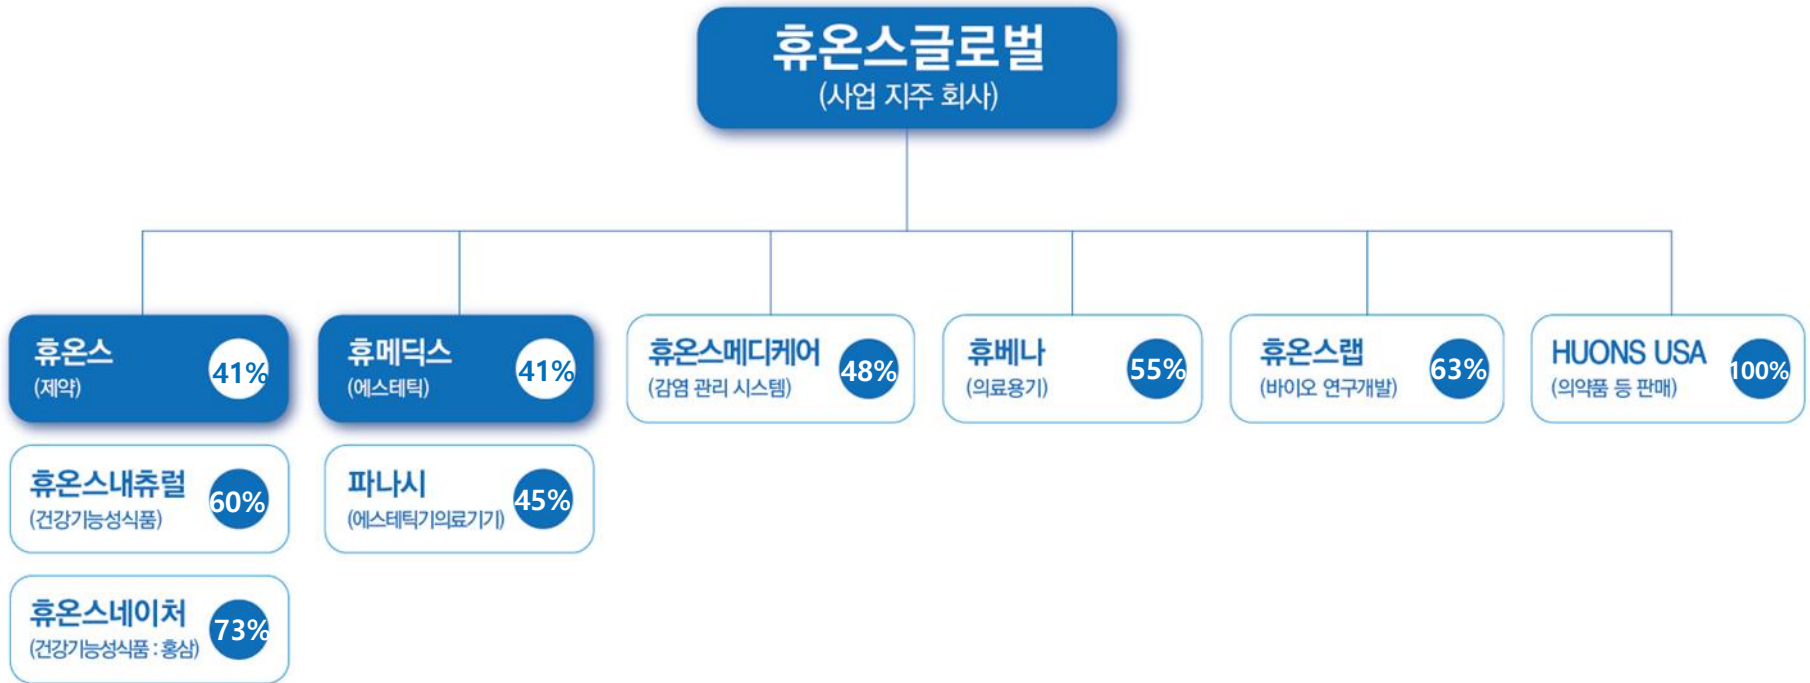 휴온스글로벌
(사업 지주 회사)
휴온스
(제약)
41%
휴메딕스
(에스테틱)
41%
휴온스메디케어
(감염 관리 시스템)
48%
휴베나
(의료용기)
55%
휴온스랩
(바이오 연구개발)
63%
HUONS USA
(의약품 등 판매)
100%
휴온스내츄럴
(건강기능성식품)
60%
파나시
(에스테틱기의료기기)
45%
휴온스네이처
(건강기능성식품 : 홍삼)
73%